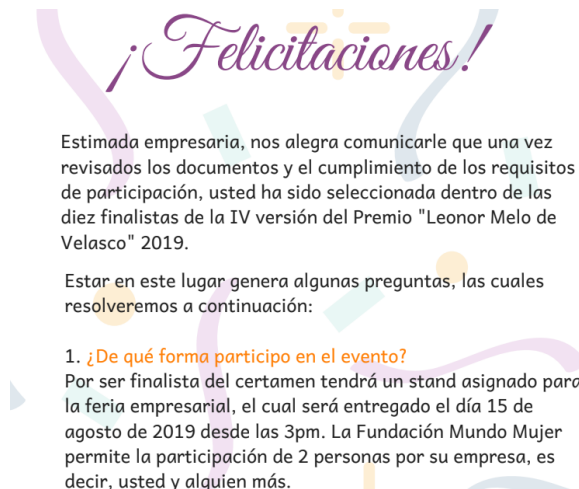 ¡Felicitaciones!
Estimada empresaria, nos alegra comunicarle que una vez
revisados los documentos y el cumplimiento de los requisitos
de participación, usted ha sido seleccionada dentro de las
diez finalistas de la IV versión del Premio "Leonor Melo de
Velasco" 2019.
Estar en este lugar genera algunas preguntas, las cuales
resolveremos a continuación:
1. ¿De qué forma participo en el evento?
Por ser finalista del certamen tendrá un stand asignado para
la feria empresarial, el cual será entregado el día 15 de
agosto de 2019 desde las 3pm. La Fundación Mundo Mujer
permite la participación de 2 personas por su empresa, es
decir, usted y alguien más.